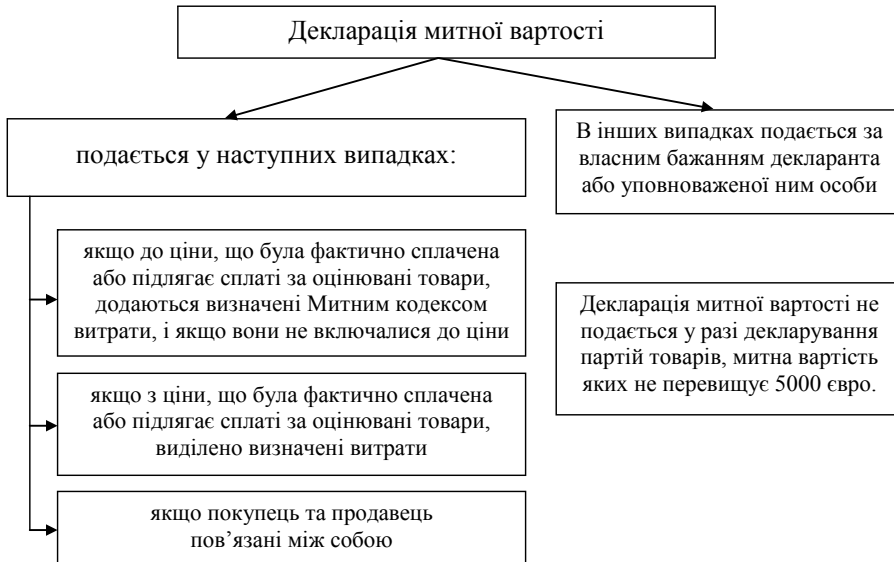 Декларація митної вартості
подається у наступних випадках:
якщо до ціни, що була фактично сплачена
або підлягає сплаті за оцінювані товари,
додаються визначені Митним кодексом
витрати, і якщо вони не включалися до ціни
якщо з ціни, що була фактично сплачена
або підлягає сплаті за оцінювані товари,
виділено визначені витрати
якщо покупець та продавець
пов’язані між собою
В інших випадках подається за
власним бажанням декларанта
або уповноваженої ним особи
Декларація митної вартості не
подається у разі декларування
партій товарів, митна вартість
яких не перевищує 5000 євро.